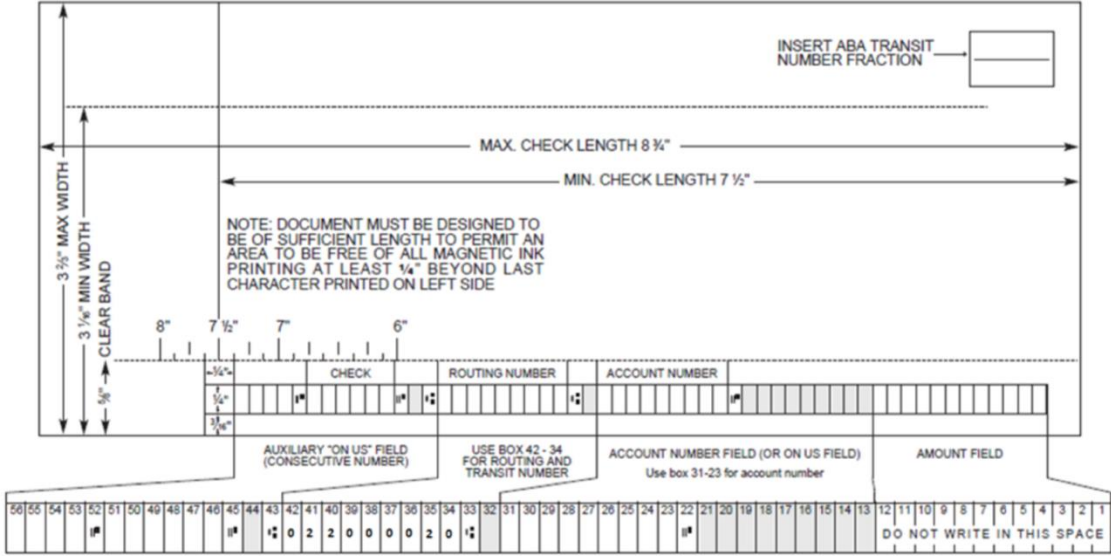 INSERT ABA TRANSIT
NUMBER FRACTION
MAX. CHECK LENGTH 8 ¾"
MIN. CHECK LENGTH 7 ½"
3 ⅔" MAX WIDTH
3 ¹⁄₁₆" MIN WIDTH
CLEAR BAND
⅝"
NOTE: DOCUMENT MUST BE DESIGNED TO
BE OF SUFFICIENT LENGTH TO PERMIT AN
AREA TO BE FREE OF ALL MAGNETIC INK
PRINTING AT LEAST ¼" BEYOND LAST
CHARACTER PRINTED ON LEFT SIDE
8" 7 ½" 7" 6"
¼" CHECK ROUTING NUMBER ACCOUNT NUMBER
¼" ⑈ ⑈ ⑆ ⑆ ⑈
³⁄₁₆"
AUXILIARY "ON US" FIELD
(CONSECUTIVE NUMBER)
USE BOX 42 - 34
FOR ROUTING AND
TRANSIT NUMBER
ACCOUNT NUMBER FIELD (OR ON US FIELD)
Use box 31-23 for account number
AMOUNT FIELD
56 55 54 53 52 51 50 49 48 47 46 45 44 43 42 41 40 39 38 37 36 35 34 33 32 31 30 29 28 27 26 25 24 23 22 21 20 19 18 17 16 15 14 13 12 11 10 9 8 7 6 5 4 3 2 1
⑈ ⑈ ⑆ 0 2 2 0 0 0 0 2 0 ⑆ ⑈ DO NOT WRITE IN THIS SPACE